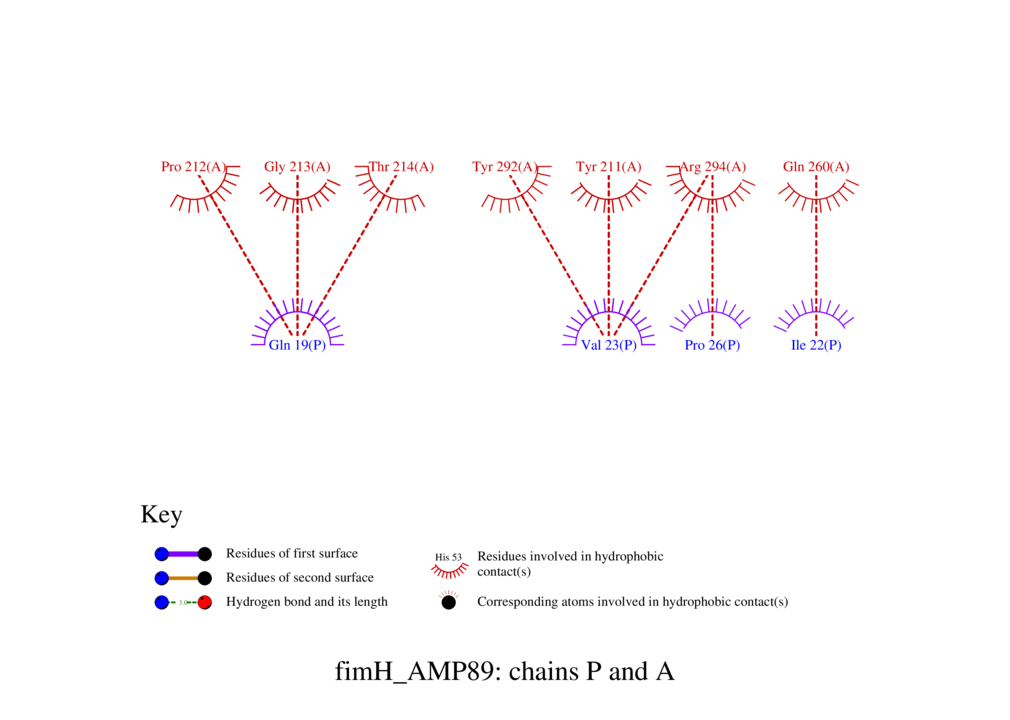 Pro 212(A) Gly 213(A) Thr 214(A) Tyr 292(A) Tyr 211(A) Arg 294(A) Gln 260(A)
Gln 19(P) Val 23(P) Pro 26(P) Ile 22(P)
Key
Residues of first surface
Residues of second surface
3.0
Hydrogen bond and its length
His 53
Residues involved in hydrophobic
contact(s)
Corresponding atoms involved in hydrophobic contact(s)
fimH_AMP89: chains P and A